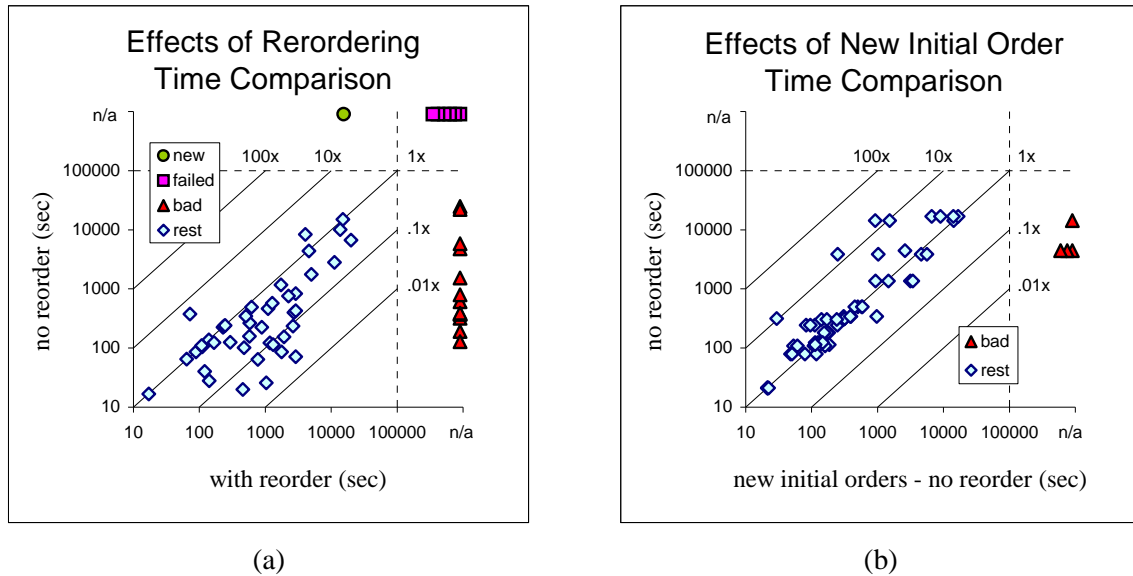 Effects of Rerordering
Time Comparison
n/a
100000
10000
1000
100
10
no reorder (sec)
new
failed
bad
rest
100x
10x
1x
.1x
.01x
10
100
1000
10000
100000
n/a
with reorder (sec)
(a)
Effects of New Initial Order
Time Comparison
n/a
100000
10000
1000
100
10
no reorder (sec)
100x
10x
1x
.1x
.01x
bad
rest
10
100
1000
10000
100000
n/a
new initial orders - no reorder (sec)
(b)